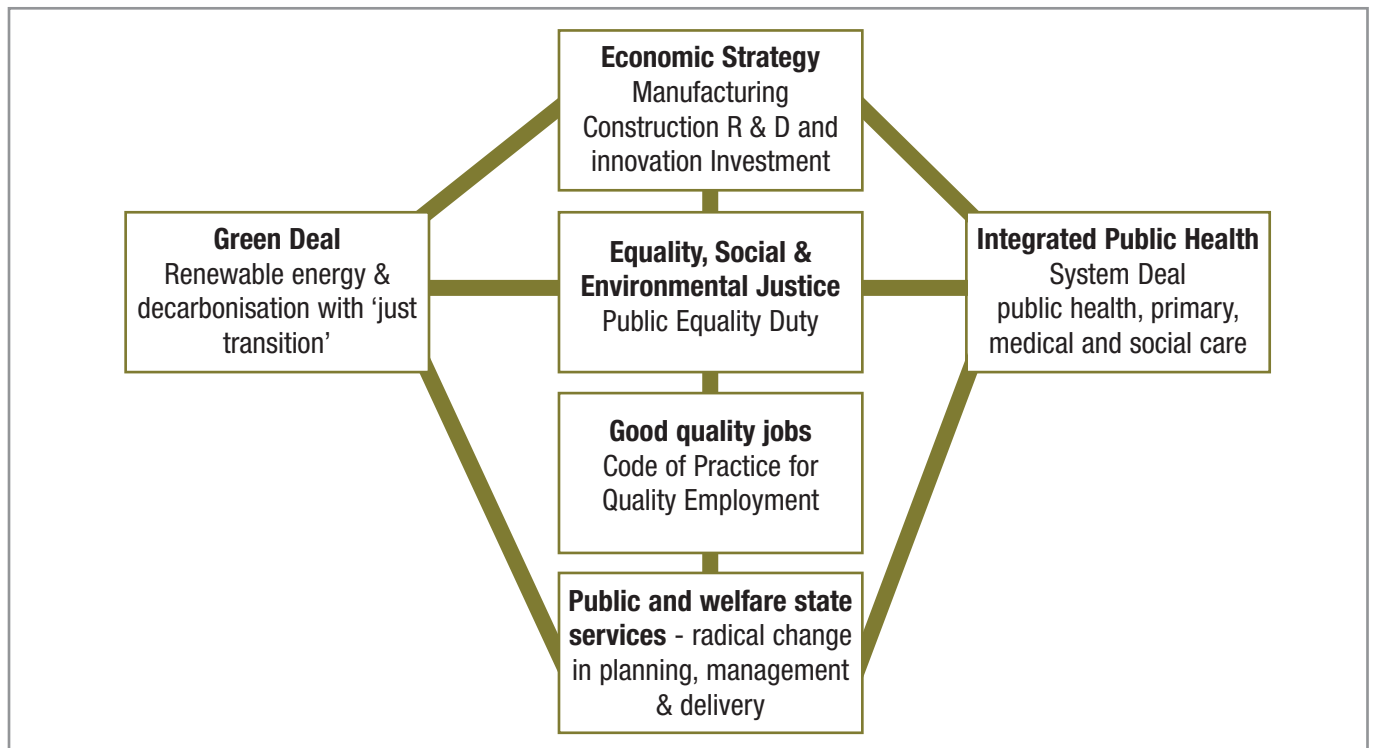 Economic Strategy
Manufacturing
Construction R & D and
innovation Investment
Green Deal
Renewable energy &
decarbonisation with ‘just
transition’
Equality, Social &
Environmental Justice
Public Equality Duty
Integrated Public Health
System Deal
public health, primary,
medical and social care
Good quality jobs
Code of Practice for
Quality Employment
Public and welfare state
services - radical change
in planning, management
& delivery